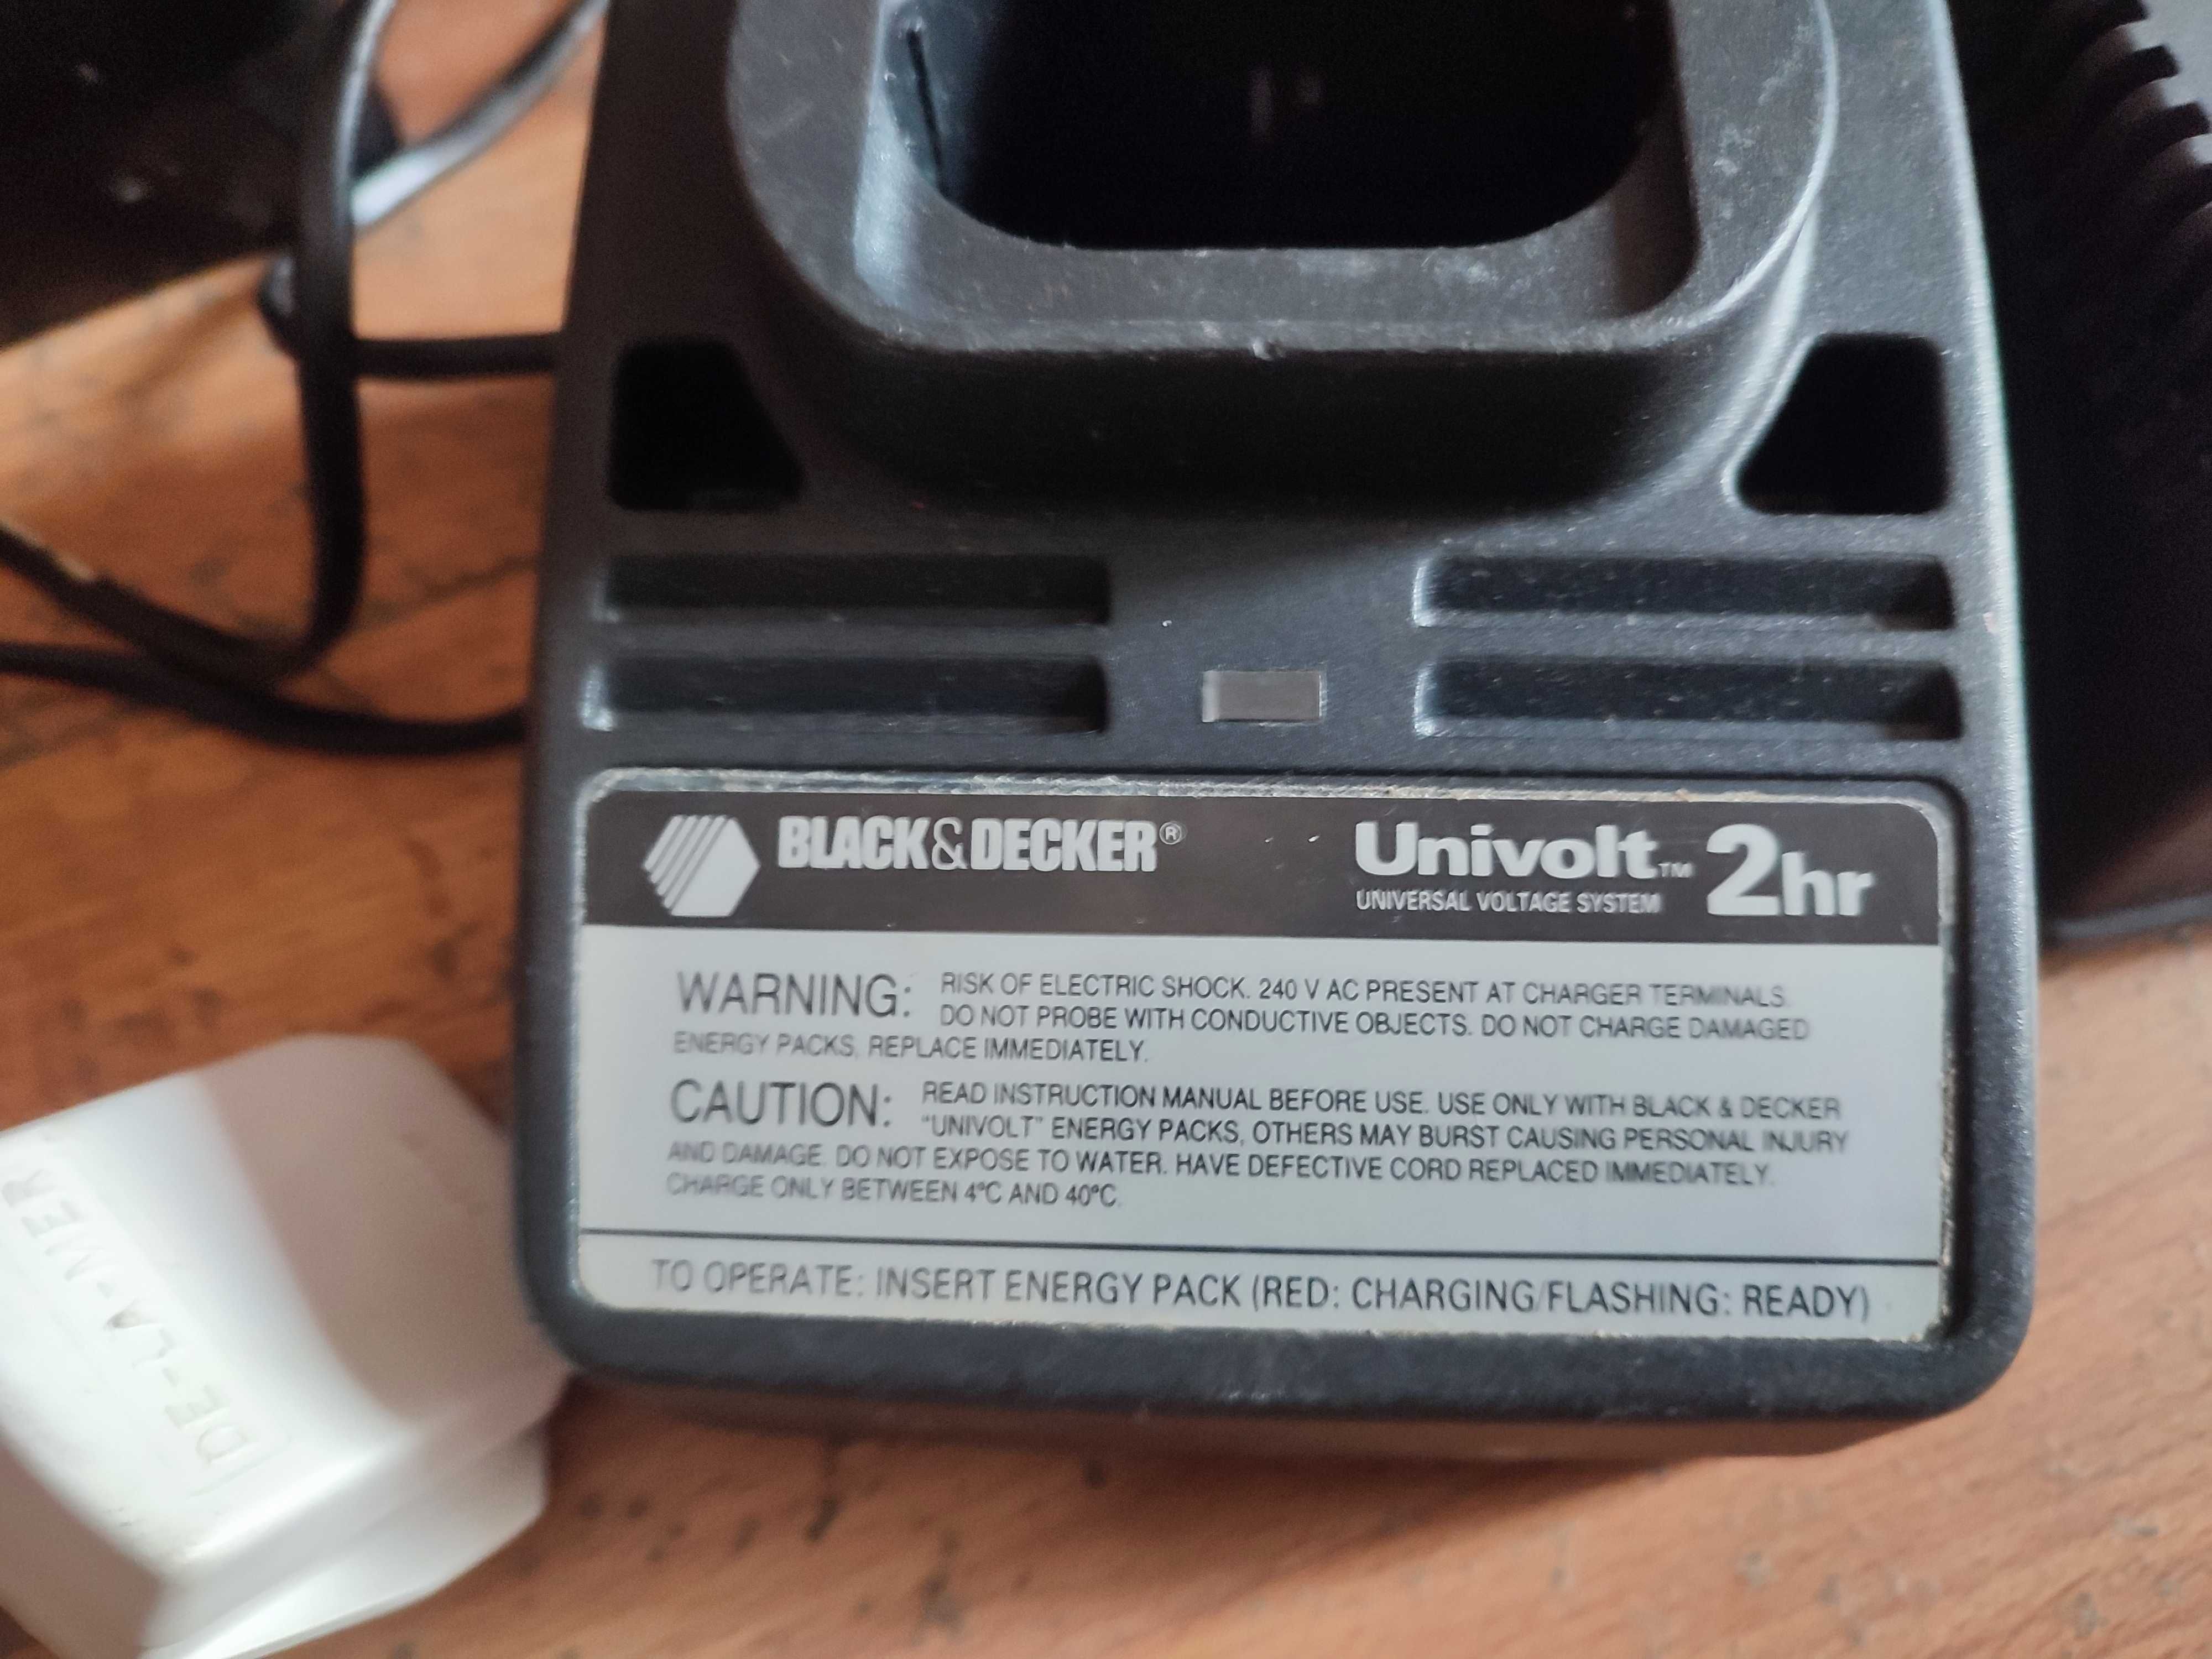 BLACK&DECKER®
Univolt™ 2hr
UNIVERSAL VOLTAGE SYSTEM
WARNING: RISK OF ELECTRIC SHOCK. 240 V AC PRESENT AT CHARGER TERMINALS.
DO NOT PROBE WITH CONDUCTIVE OBJECTS. DO NOT CHARGE DAMAGED
ENERGY PACKS, REPLACE IMMEDIATELY.
CAUTION: READ INSTRUCTION MANUAL BEFORE USE. USE ONLY WITH BLACK & DECKER
"UNIVOLT" ENERGY PACKS, OTHERS MAY BURST CAUSING PERSONAL INJURY
AND DAMAGE. DO NOT EXPOSE TO WATER. HAVE DEFECTIVE CORD REPLACED IMMEDIATELY.
CHARGE ONLY BETWEEN 4°C AND 40°C.
TO OPERATE: INSERT ENERGY PACK (RED: CHARGING/FLASHING: READY)
DE-LA-MER